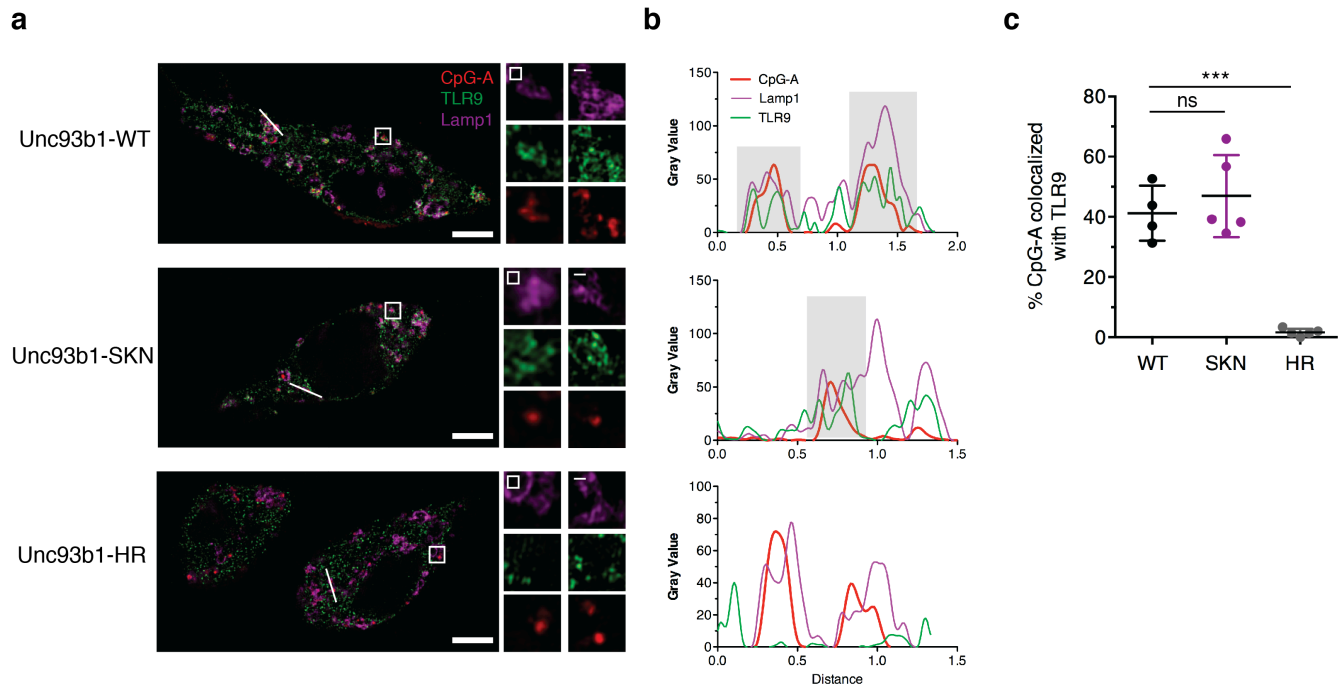 a
b
c
Unc93b1-WT
CpG-A
TLR9
Lamp1
Unc93b1-SKN
Unc93b1-HR
150
100
50
0
Gray Value
CpG-A
Lamp1
TLR9
0.0 0.5 1.0 1.5 2.0
150
100
50
0
Gray Value
0.0 0.5 1.0 1.5
100
80
60
40
20
0
Gray Value
0.0 0.5 1.0 1.5
Distance
% CpG-A colocalized
with TLR9
80
60
40
20
0
***
ns
WT SKN HR